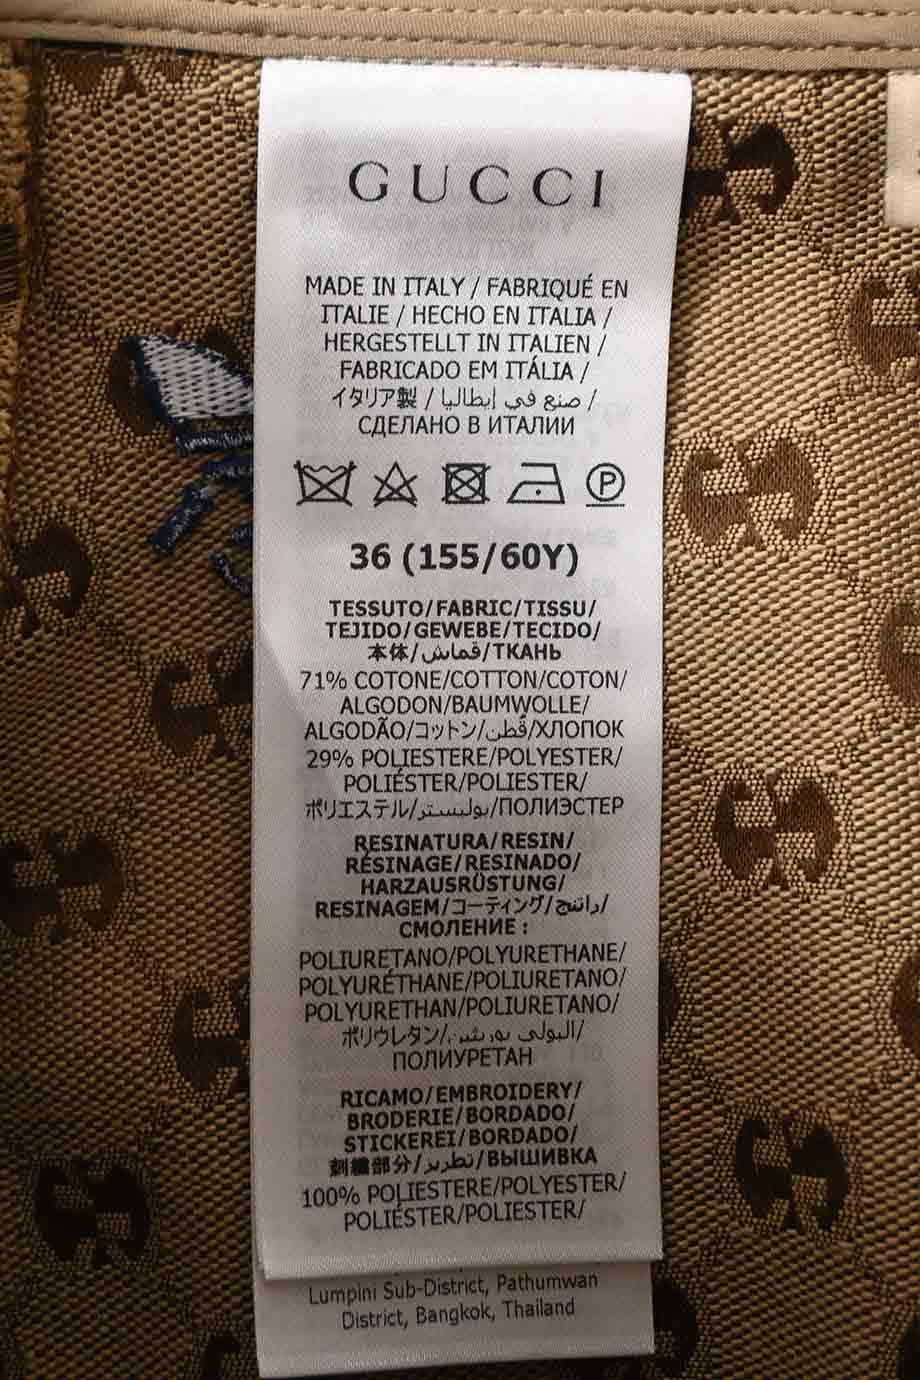 GUCCI
MADE IN ITALY / FABRIQUÉ EN
ITALIE / HECHO EN ITALIA /
HERGESTELLT IN ITALIEN /
FABRICADO EM ITÁLIA /
イタリア製 / صنع في إيطاليا /
СДЕЛАНО В ИТАЛИИ
P
36 (155/60Y)
TESSUTO/FABRIC/TISSU/
TEJIDO/GEWEBE/TECIDO/
本体/قماش/ТКАНЬ
71% COTONE/COTTON/COTON/
ALGODON/BAUMWOLLE/
ALGODÃO/コットン/قُطن/ХЛОПОК
29% POLIESTERE/POLYESTER/
POLIÉSTER/POLIESTER/
ポリエステル/بوليستر/ПОЛИЭСТЕР
RESINATURA/RESIN/
RÉSINAGE/RESINADO/
HARZAUSRÜSTUNG/
RESINAGEM/コーティング/راتنج/
СМОЛЕНИЕ :
POLIURETANO/POLYURETHANE/
POLYURÉTHANE/POLIURETANO/
POLYURETHAN/POLIURETANO/
ポリウレタン/البولي يوريثين/
ПОЛИУРЕТАН
RICAMO/EMBROIDERY/
BRODERIE/BORDADO/
STICKEREI/BORDADO/
刺繍部分/تطريز/ВЫШИВКА
100% POLIESTERE/POLYESTER/
POLIÉSTER/POLIESTER/
Lumpini Sub-District, Pathumwan
District, Bangkok, Thailand